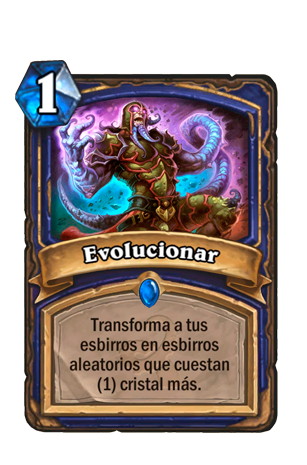 1
Evolucionar
Transforma a tus
esbirros en esbirros
aleatorios que cuestan
(1) cristal más.